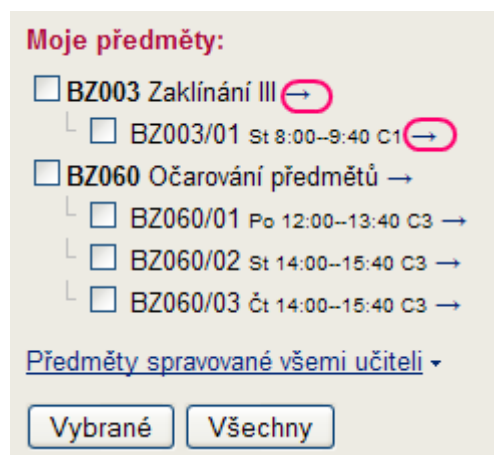 Moje předměty:
BZ003 Zaklínání III →
BZ003/01 St 8:00--9:40 C1 →
BZ060 Očarování předmětů →
BZ060/01 Po 12:00--13:40 C3 →
BZ060/02 St 14:00--15:40 C3 →
BZ060/03 Čt 14:00--15:40 C3 →
Předměty spravované všemi učiteli
Vybrané Všechny